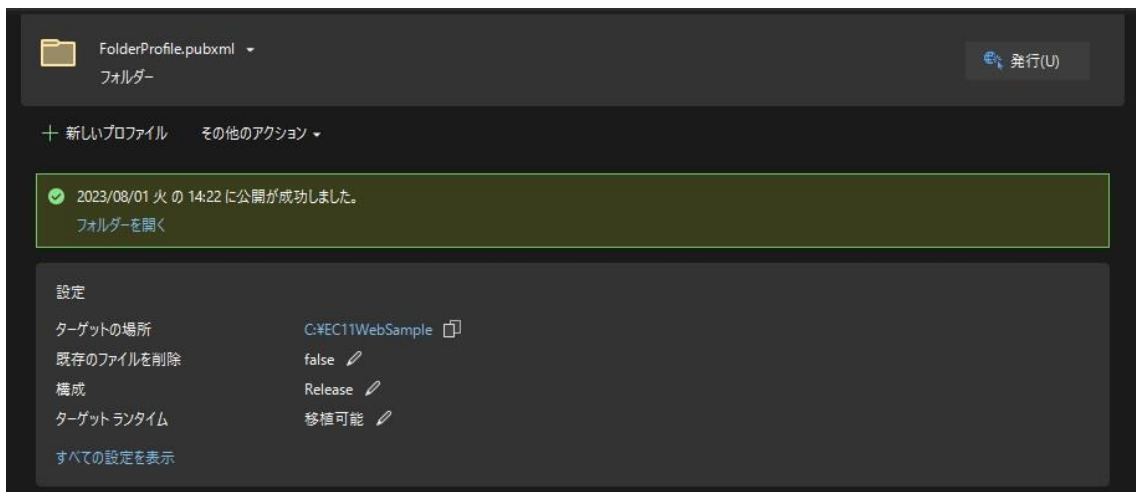 FolderProfile.pubxml
フォルダー
発行(U)
新しいプロファイル その他のアクション
2023/08/01 火 の 14:22 に公開が成功しました。
フォルダーを開く
設定
ターゲットの場所 C:¥EC11WebSample
既存のファイルを削除 false
構成 Release
ターゲット ランタイム 移植可能
すべての設定を表示